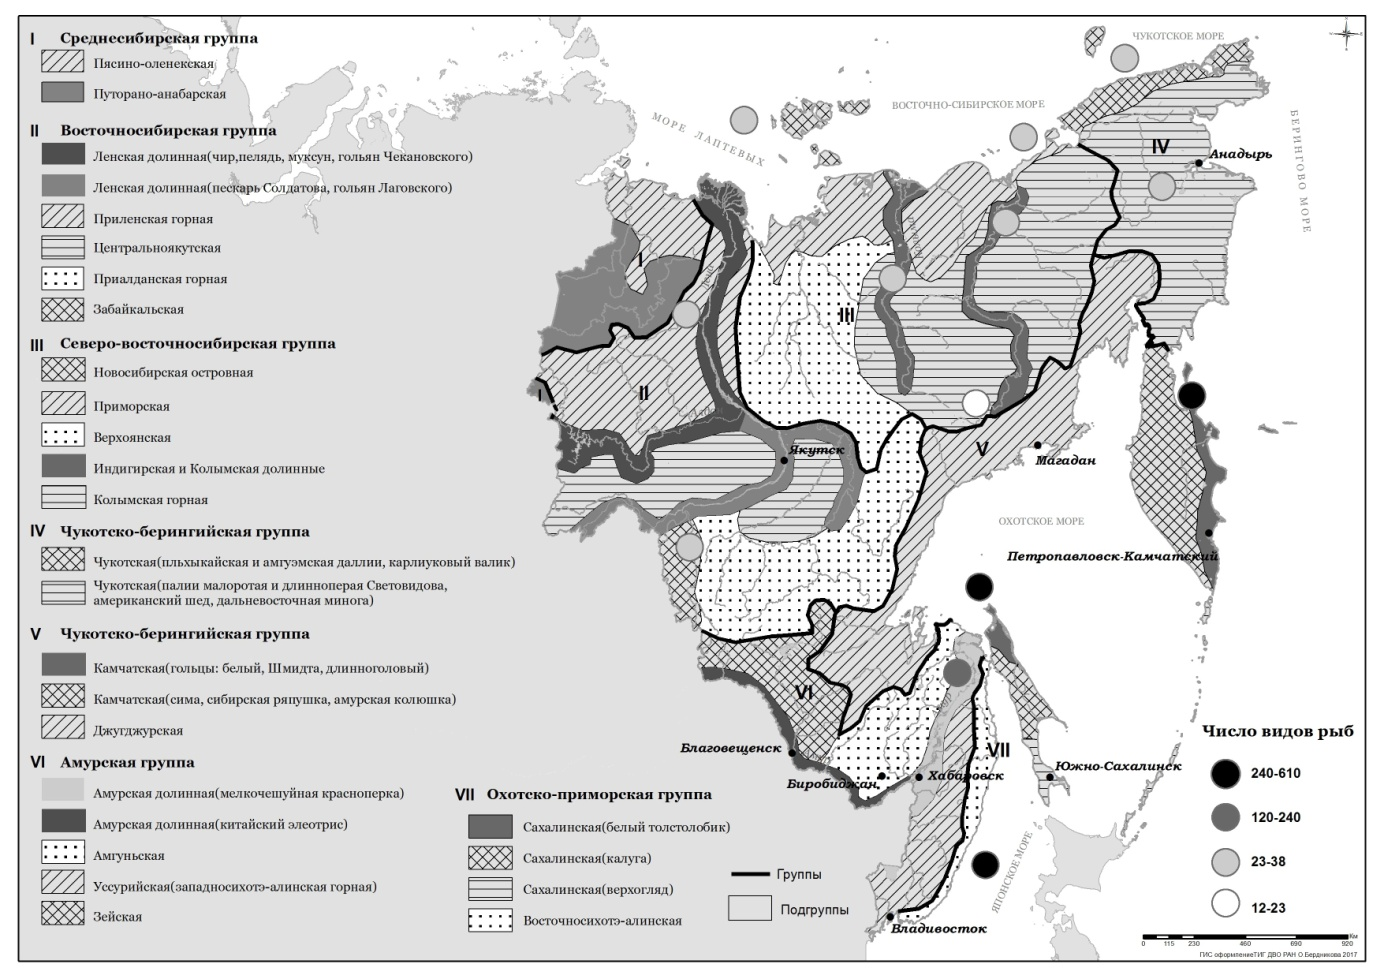 I Среднесибирская группа
Пясино-оленекская
Путорано-анабарская
II Восточносибирская группа
Ленская долинная(чир,пелядь, муксун, гольян Чекановского)
Ленская долинная(пескарь Солдатова, гольян Лаговского)
Приленская горная
Центральноякутская
Приалданская горная
Забайкальская
III Северо-восточносибирская группа
Новосибирская островная
Приморская
Верхоянская
Индигирская и Колымская долинные
Колымская горная
IV Чукотско-берингийская группа
Чукотская(пльхыкайская и амгуэмская даллии, карлиуковый валик)
Чукотская(палии малоротая и длинноперая Световидова,
американский шед, дальневосточная минога)
V Чукотско-берингийская группа
Камчатская(гольцы: белый, Шмидта, длинноголовый)
Камчатская(сима, сибирская ряпушка, амурская колюшка)
Джугджурская
VI Амурская группа
Амурская долинная(мелкочешуйная красноперка)
Амурская долинная(китайский элеотрис)
Амгуньская
Уссурийская(западносихотэ-алинская горная)
Зейская
VII Охотско-приморская группа
Сахалинская(белый толстолобик)
Сахалинская(калуга)
Сахалинская(верхогляд)
Восточносихотэ-алинская
Группы
Подгруппы
ЧУКОТСКОЕ МОРЕ
ВОСТОЧНО-СИБИРСКОЕ МОРЕ
МОРЕ ЛАПТЕВЫХ
БЕРИНГОВО МОРЕ
IV
Анадырь
I
Лена
III
II
I
Якутск
V
Магадан
ОХОТСКОЕ МОРЕ
Петропавловск-Камчатский
VI
VII
Благовещенск
Биробиджан
Хабаровск
Южно-Сахалинск
ЯПОНСКОЕ МОРЕ
Владивосток
Число видов рыб
240-610
120-240
23-38
12-23
Км
0 115 230 460 690 920
ГИС оформлениеТИГ ДВО РАН О.Бердникова 2017